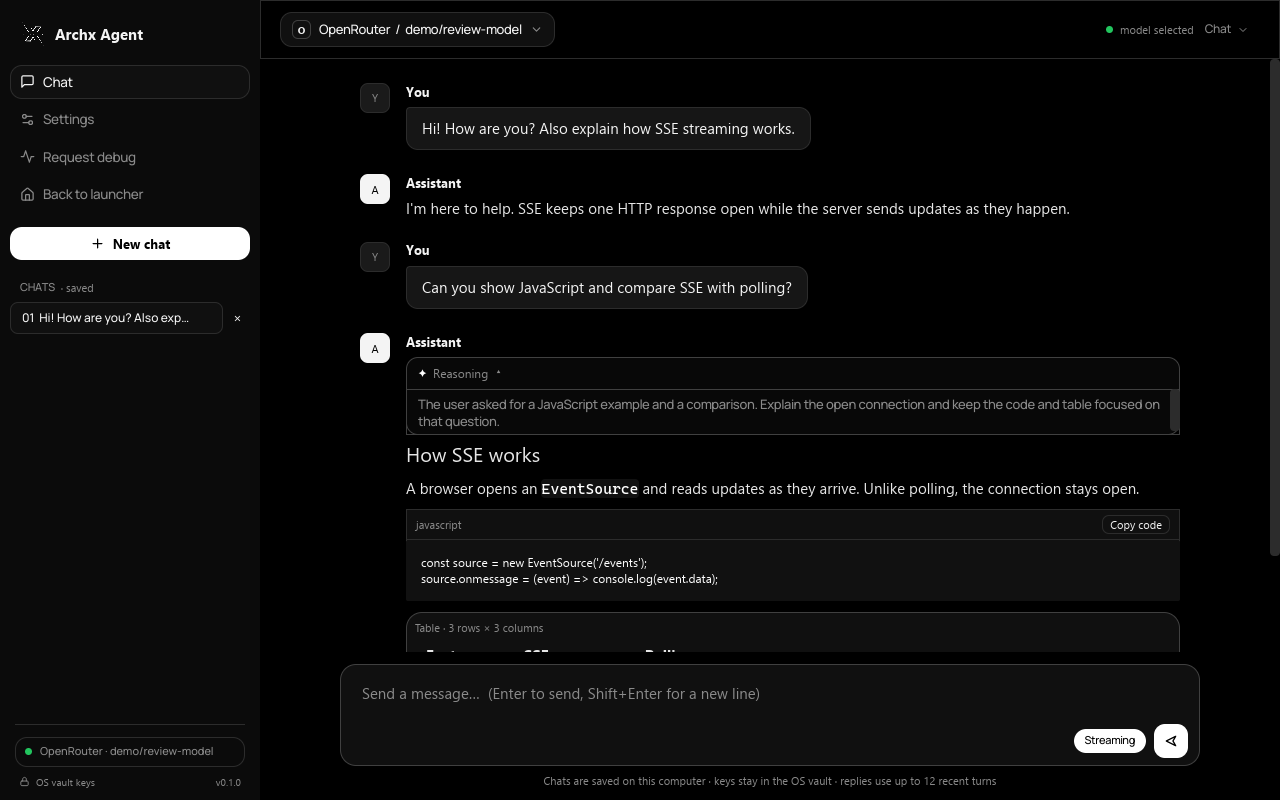 Archx Agent
Chat
Settings
Request debug
Back to launcher
+ New chat
CHATS · saved
01 Hi! How are you? Also exp... ×
OpenRouter · demo/review-model
OS vault keys v0.1.0
O OpenRouter / demo/review-model
model selected Chat
Y You
Hi! How are you? Also explain how SSE streaming works.
A Assistant
I'm here to help. SSE keeps one HTTP response open while the server sends updates as they happen.
Y You
Can you show JavaScript and compare SSE with polling?
A Assistant
✦ Reasoning
The user asked for a JavaScript example and a comparison. Explain the open connection and keep the code and table focused on
that question.
How SSE works
A browser opens an EventSource and reads updates as they arrive. Unlike polling, the connection stays open.
javascript Copy code
const source = new EventSource('/events');
source.onmessage = (event) => console.log(event.data);
Table · 3 rows × 3 columns
Send a message... (Enter to send, Shift+Enter for a new line)
Streaming
Chats are saved on this computer · keys stay in the OS vault · replies use up to 12 recent turns